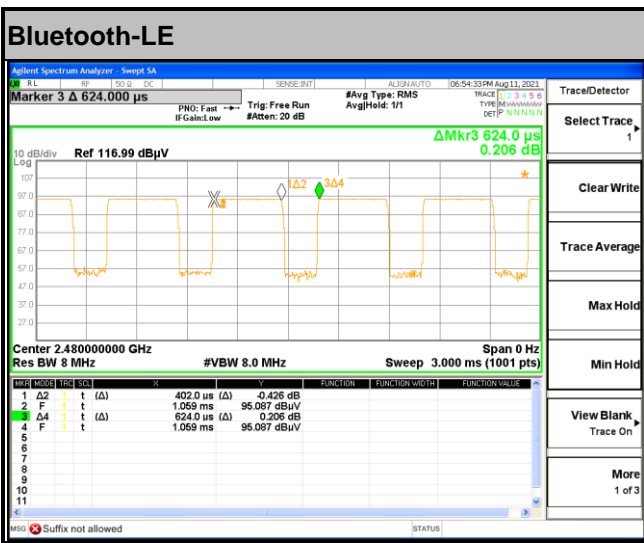 Bluetooth-LE
Agilent Spectrum Analyzer - Swept SA
RL RF 50 Ω DC SENSE:INT ALIGNAUTO 06:54:33 PM Aug 11, 2021
Marker 3 Δ 624.000 µs
PNO: Fast
IFGain:Low
Trig: Free Run
#Atten: 20 dB
#Avg Type: RMS
Avg|Hold: 1/1
TRACE 1 2 3 4 5 6
TYPE M
DET P N N N N N
ΔMkr3 624.0 µs
0.206 dB
10 dB/div Ref 116.99 dBµV
Log
107
97.0
87.0
77.0
67.0
57.0
47.0
37.0
27.0
1Δ2
3Δ4
Center 2.480000000 GHz Span 0 Hz
Res BW 8 MHz #VBW 8.0 MHz Sweep 3.000 ms (1001 pts)
MKR MODE TRC SCL X Y FUNCTION FUNCTION WIDTH FUNCTION VALUE
1 Δ2 1 t (Δ) 402.0 µs (Δ) -0.426 dB
2 F 1 t 1.059 ms 95.087 dBµV
3 Δ4 1 t (Δ) 624.0 µs (Δ) 0.206 dB
4 F 1 t 1.059 ms 95.087 dBµV
5
6
7
8
9
10
11
MSG Suffix not allowed STATUS
Trace/Detector
Select Trace
1
Clear Write
Trace Average
Max Hold
Min Hold
View Blank
Trace On
More
1 of 3